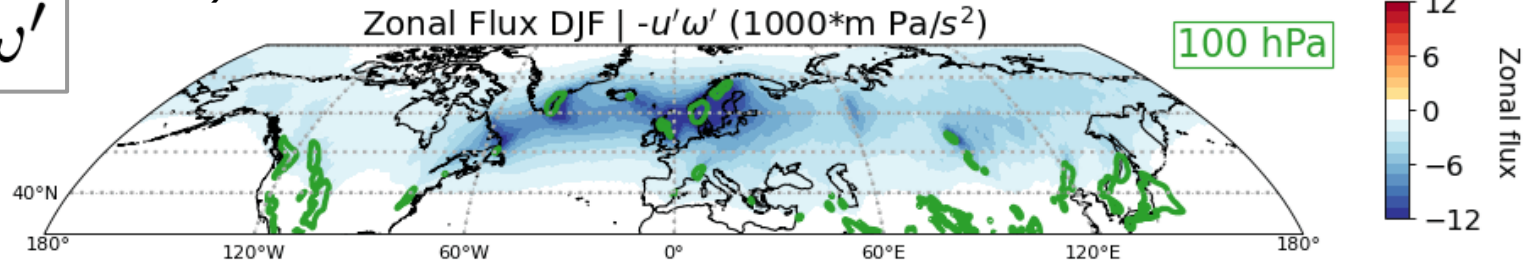 υ′
Zonal Flux DJF | -u′ω′ (1000*m Pa/s²)
100 hPa
40°N
180°
120°W
60°W
0°
60°E
120°E
180°
12
6
0
−6
−12
Zonal flux